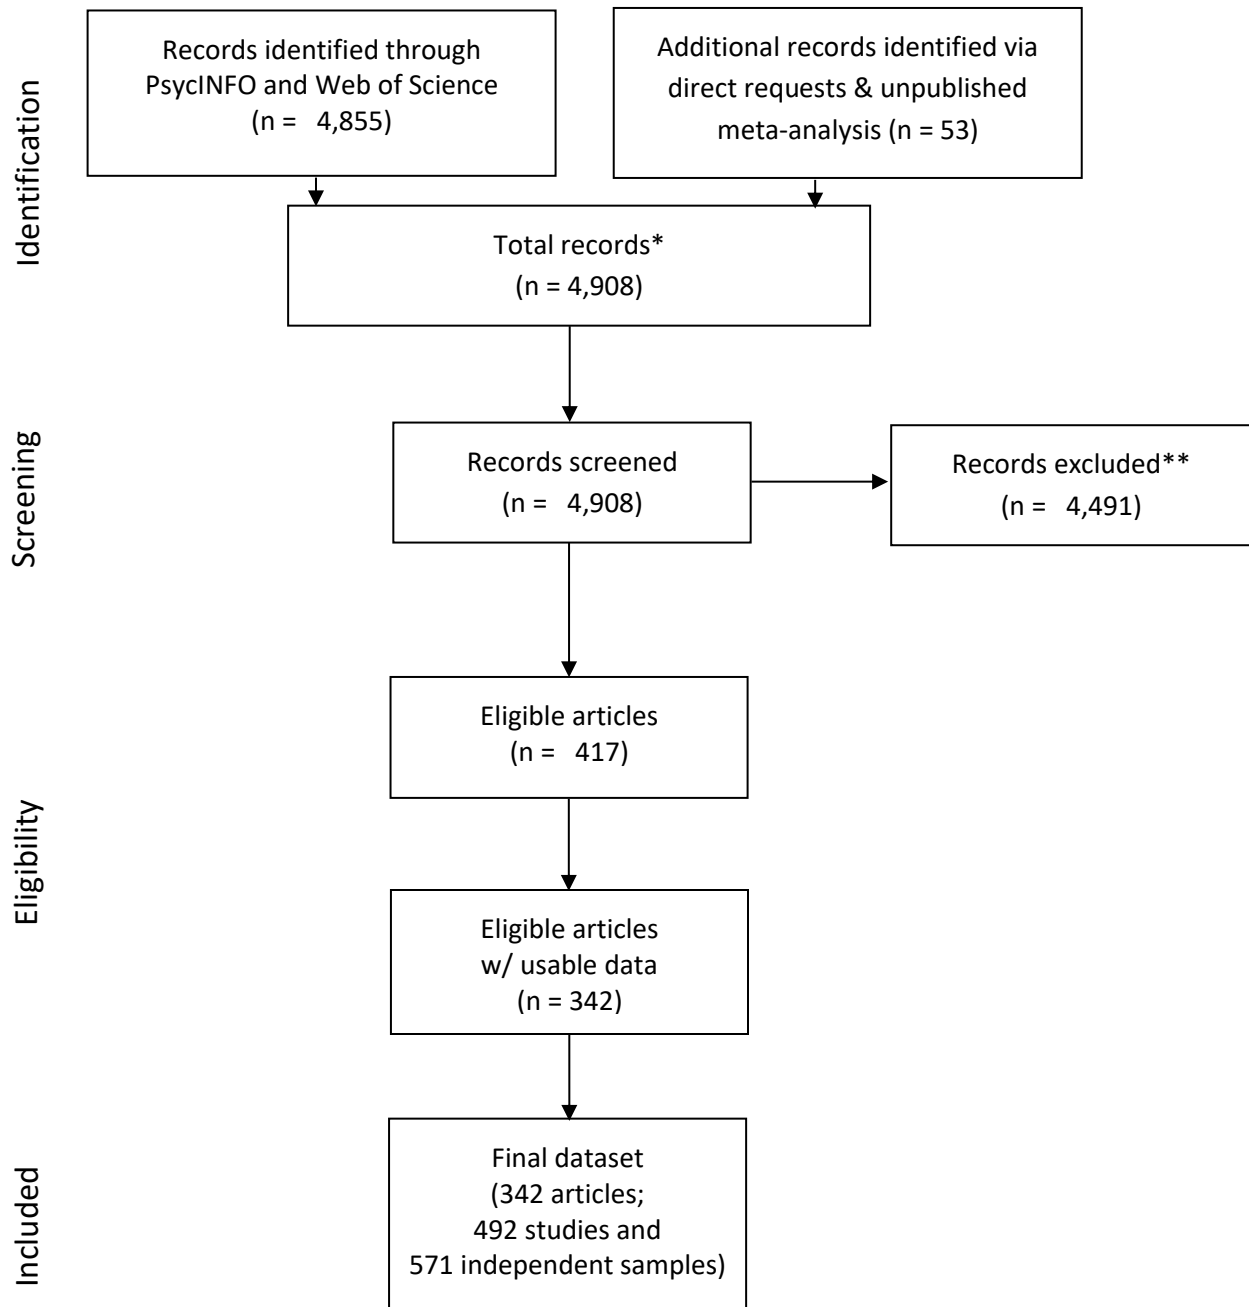 Identification
Records identified through
PsycINFO and Web of Science
(n = 4,855)
Additional records identified via
direct requests & unpublished
meta-analysis (n = 53)
Total records*
(n = 4,908)
Screening
Records screened
(n = 4,908)
Records excluded**
(n = 4,491)
Eligibility
Eligible articles
(n = 417)
Eligible articles
w/ usable data
(n = 342)
Included
Final dataset
(342 articles;
492 studies and
571 independent samples)